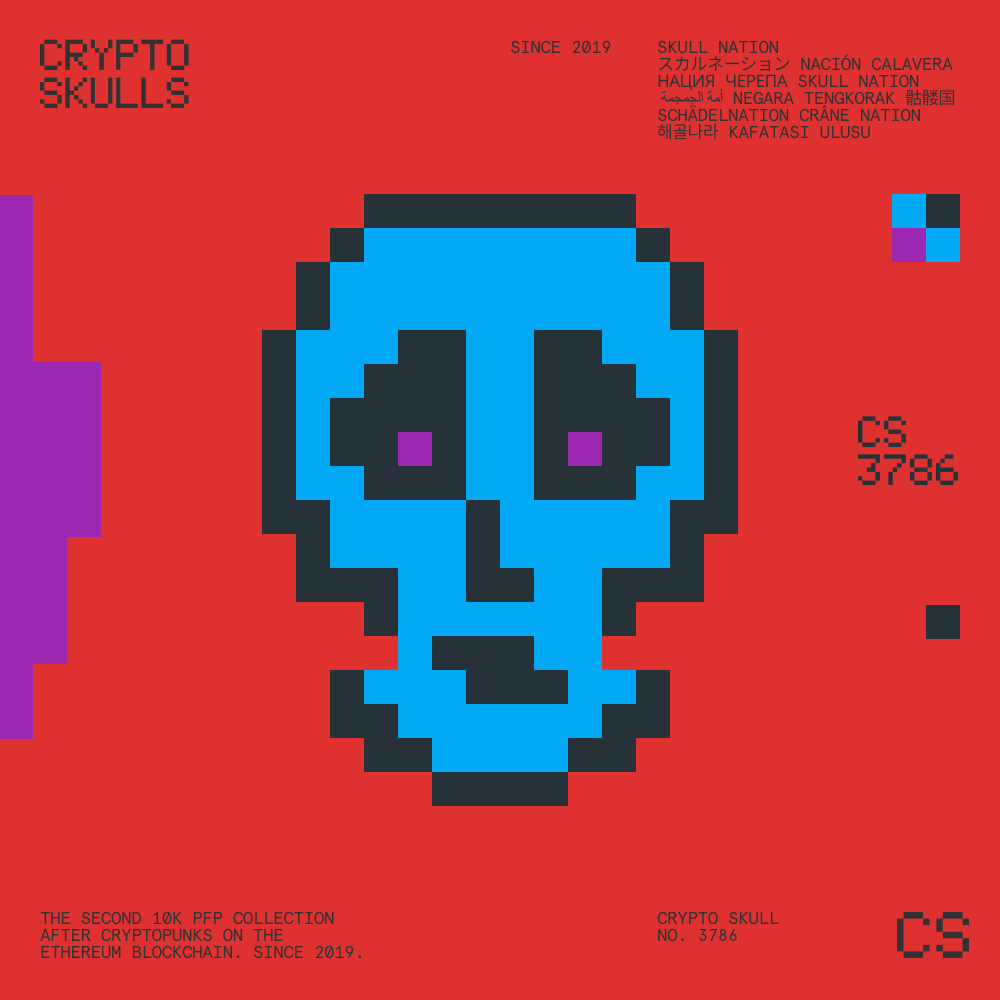 CRYPTO
SKULLS
SINCE 2019
SKULL NATION
スカルネーション NACIÓN CALAVERA
НАЦИЯ ЧЕРЕПА SKULL NATION
أمة الجمجمة NEGARA TENGKORAK 骷髅国
SCHÄDELNATION CRÂNE NATION
해골나라 KAFATASI ULUSU
CS
3786
THE SECOND 10K PFP COLLECTION
AFTER CRYPTOPUNKS ON THE
ETHEREUM BLOCKCHAIN. SINCE 2019.
CRYPTO SKULL
NO. 3786
CS